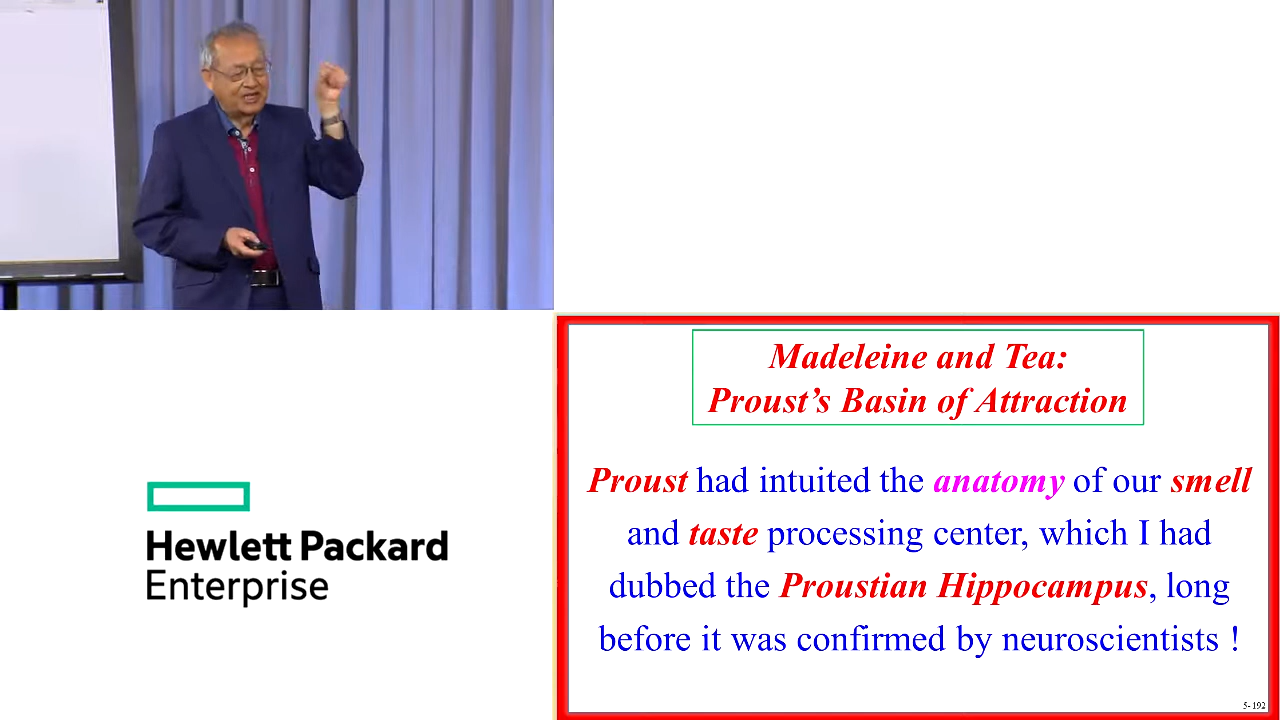 Madeleine and Tea:
Proust's Basin of Attraction
Proust had intuited the anatomy of our smell
and taste processing center, which I had
dubbed the Proustian Hippocampus, long
before it was confirmed by neuroscientists !
5-192
Hewlett Packard
Enterprise